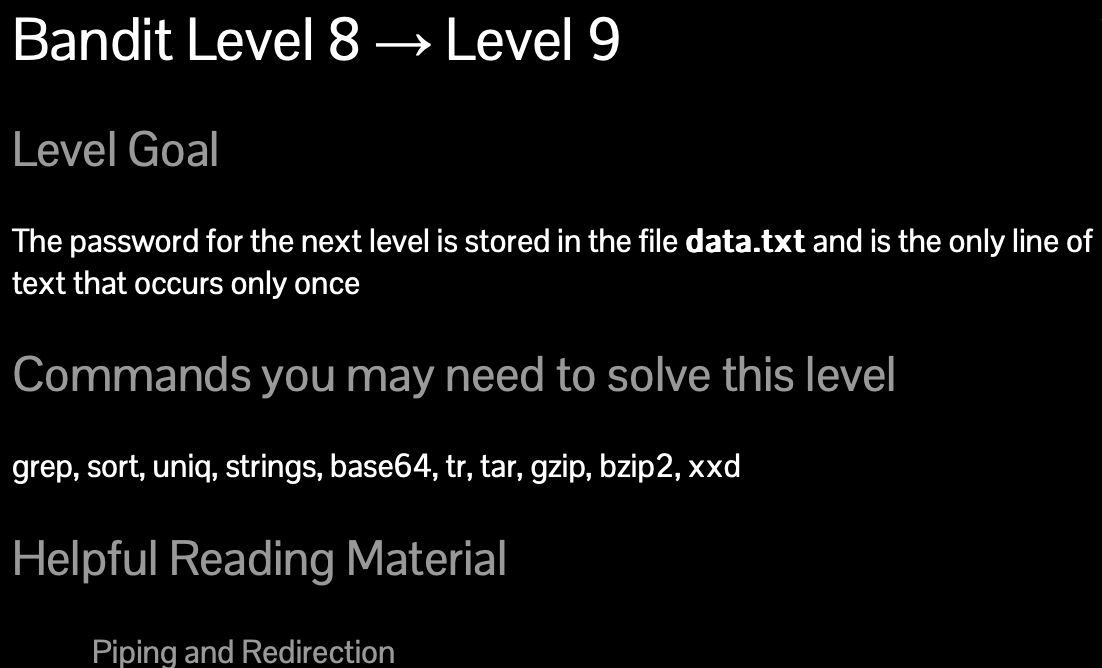 Bandit Level 8 → Level 9
Level Goal
The password for the next level is stored in the file data.txt and is the only line of
text that occurs only once
Commands you may need to solve this level
grep, sort, uniq, strings, base64, tr, tar, gzip, bzip2, xxd
Helpful Reading Material
Piping and Redirection